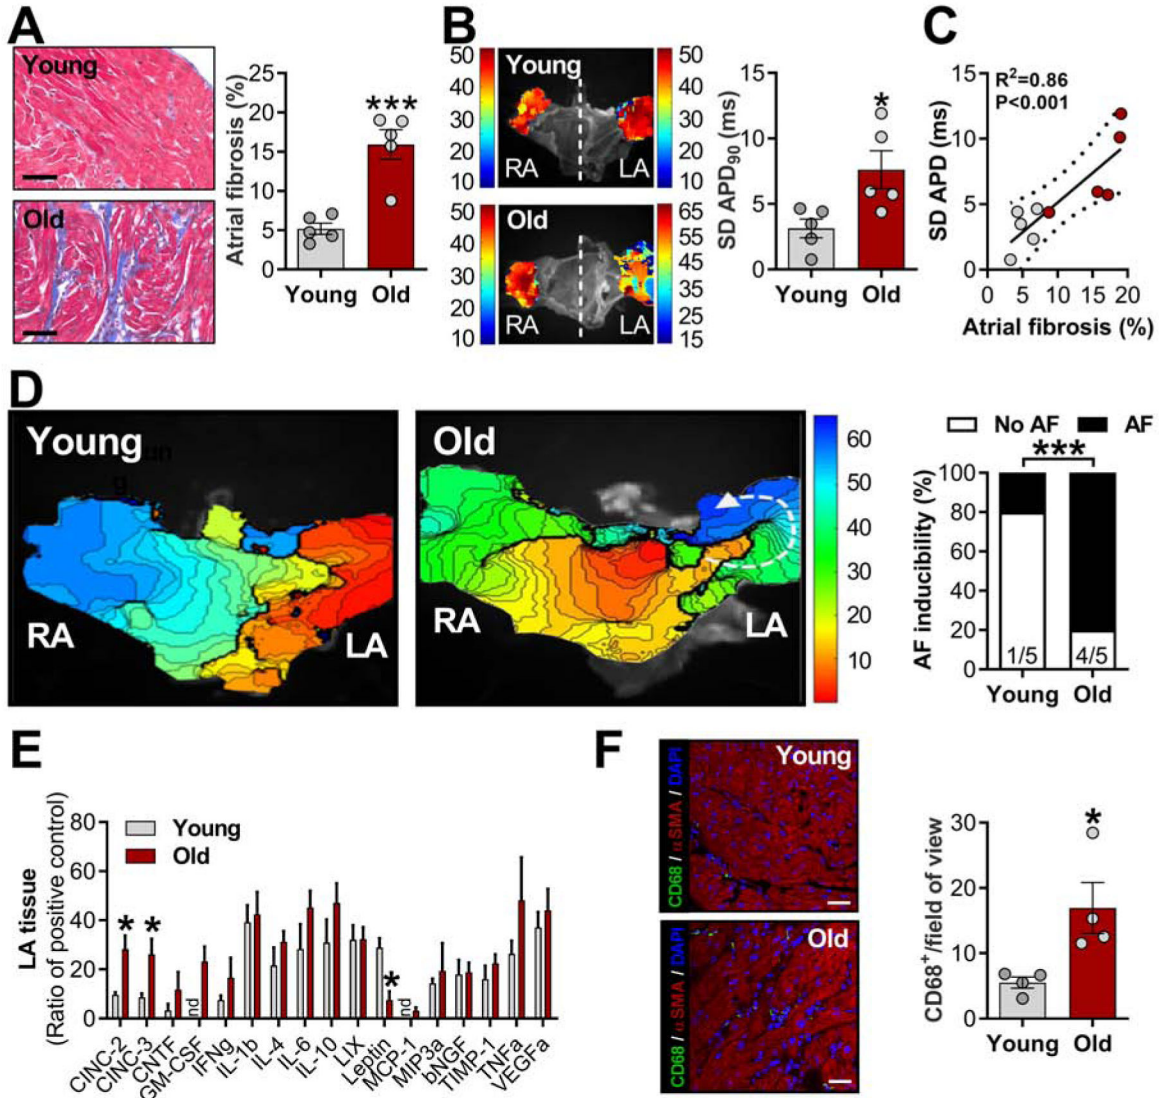 A
Young
Old
Atrial fibrosis (%)
25
20
15
10
5
0
***
Young Old
B
50
40
30
20
10
Young
RA LA
50
40
30
20
10
50
40
30
20
10
Old
RA LA
65
55
45
35
25
15
SD APD90 (ms)
15
10
5
0
*
Young Old
C
R2=0.86
P<0.001
SD APD (ms)
15
10
5
0
0 5 10 15 20
Atrial fibrosis (%)
D
Young
RA
LA
Old
RA
LA
60
50
40
30
20
10
No AF AF
***
AF inducibility (%)
100
80
60
40
20
0
1/5 4/5
Young Old
E
LA tissue
(Ratio of positive control)
80
60
40
20
0
Young
Old
* *
nd
*
nd
CINC-2
CINC-3
CNTF
GM-CSF
IFNg
IL-1b
IL-4
IL-6
IL-10
LIX
Leptin
MCP-1
MIP3a
bNGF
TIMP-1
TNFa
VEGFa
F
CD68 / αSMA / DAPI
Young
CD68 / αSMA / DAPI
Old
CD68+/field of view
30
20
10
0
*
Young Old